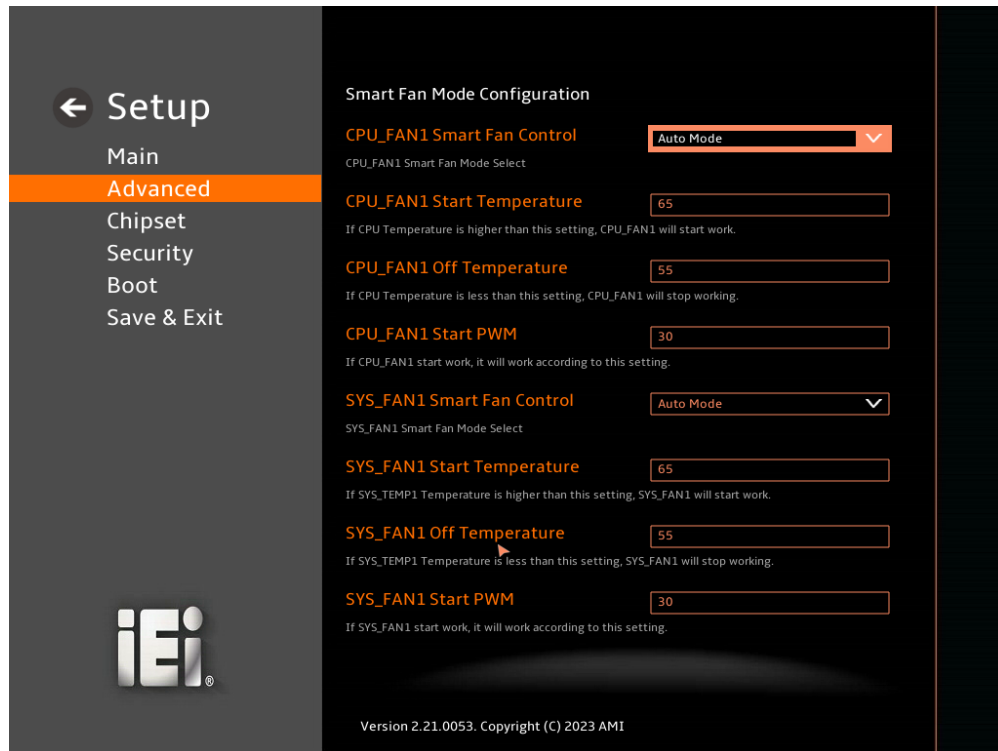 Setup
Main
Advanced
Chipset
Security
Boot
Save & Exit
iEi®
Smart Fan Mode Configuration
CPU_FAN1 Smart Fan Control
Auto Mode
CPU_FAN1 Smart Fan Mode Select
CPU_FAN1 Start Temperature
65
If CPU Temperature is higher than this setting, CPU_FAN1 will start work.
CPU_FAN1 Off Temperature
55
If CPU Temperature is less than this setting, CPU_FAN1 will stop working.
CPU_FAN1 Start PWM
30
If CPU_FAN1 start work, it will work according to this setting.
SYS_FAN1 Smart Fan Control
Auto Mode
SYS_FAN1 Smart Fan Mode Select
SYS_FAN1 Start Temperature
65
If SYS_TEMP1 Temperature is higher than this setting, SYS_FAN1 will start work.
SYS_FAN1 Off Temperature
55
If SYS_TEMP1 Temperature is less than this setting, SYS_FAN1 will stop working.
SYS_FAN1 Start PWM
30
If SYS_FAN1 start work, it will work according to this setting.
Version 2.21.0053. Copyright (C) 2023 AMI